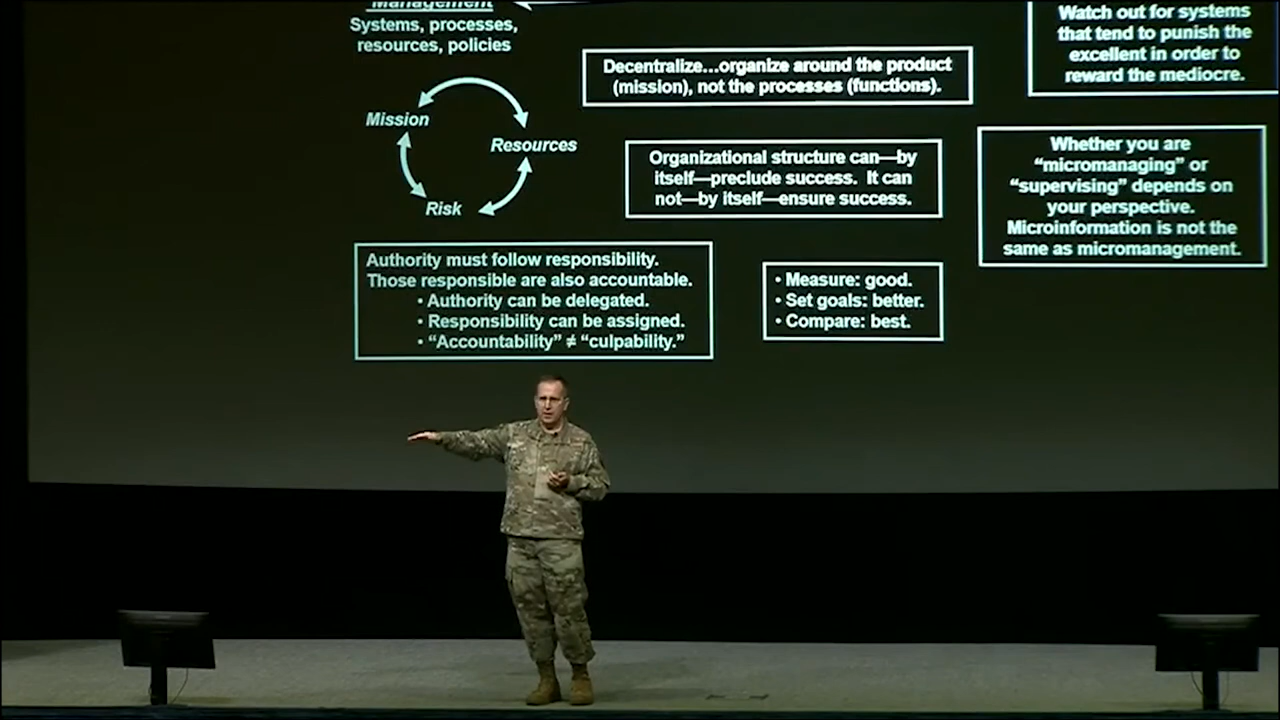 Management
Systems, processes,
resources, policies
Mission
Resources
Risk
Decentralize…organize around the product
(mission), not the processes (functions).
Organizational structure can—by
itself—preclude success. It can
not—by itself—ensure success.
Watch out for systems
that tend to punish the
excellent in order to
reward the mediocre.
Whether you are
“micromanaging” or
“supervising” depends on
your perspective.
Microinformation is not the
same as micromanagement.
Authority must follow responsibility.
Those responsible are also accountable.
• Authority can be delegated.
• Responsibility can be assigned.
• “Accountability” ≠ “culpability.”
• Measure: good.
• Set goals: better.
• Compare: best.